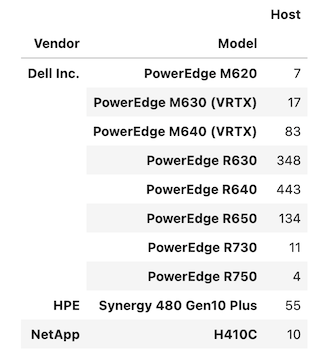 Host
Vendor Model
Dell Inc. PowerEdge M620 7
PowerEdge M630 (VRTX) 17
PowerEdge M640 (VRTX) 83
PowerEdge R630 348
PowerEdge R640 443
PowerEdge R650 134
PowerEdge R730 11
PowerEdge R750 4
HPE Synergy 480 Gen10 Plus 55
NetApp H410C 10